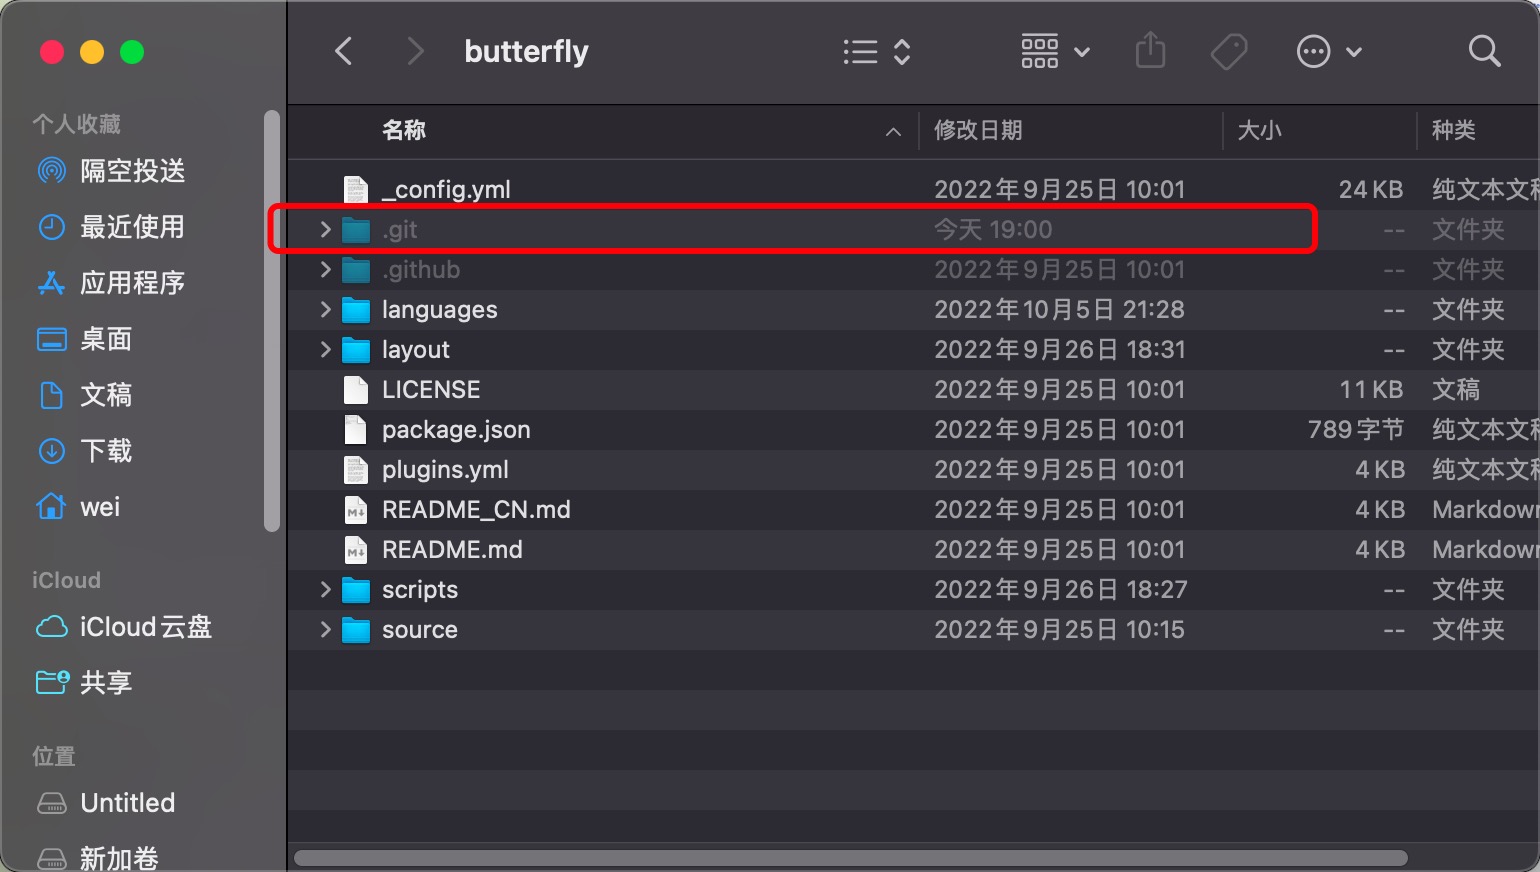 butterfly
个人收藏
隔空投送
最近使用
应用程序
桌面
文稿
下载
wei
iCloud
iCloud云盘
共享
位置
Untitled
新加卷
名称 修改日期 大小 种类
_config.yml 2022年9月25日 10:01 24 KB 纯文本文稿
.git 今天 19:00 -- 文件夹
.github 2022年9月25日 10:01 -- 文件夹
languages 2022年10月5日 21:28 -- 文件夹
layout 2022年9月26日 18:31 -- 文件夹
LICENSE 2022年9月25日 10:01 11 KB 文稿
package.json 2022年9月25日 10:01 789 字节 纯文本文稿
plugins.yml 2022年9月25日 10:01 4 KB 纯文本文稿
README_CN.md 2022年9月25日 10:01 4 KB Markdown
README.md 2022年9月25日 10:01 4 KB Markdown
scripts 2022年9月26日 18:27 -- 文件夹
source 2022年9月25日 10:15 -- 文件夹